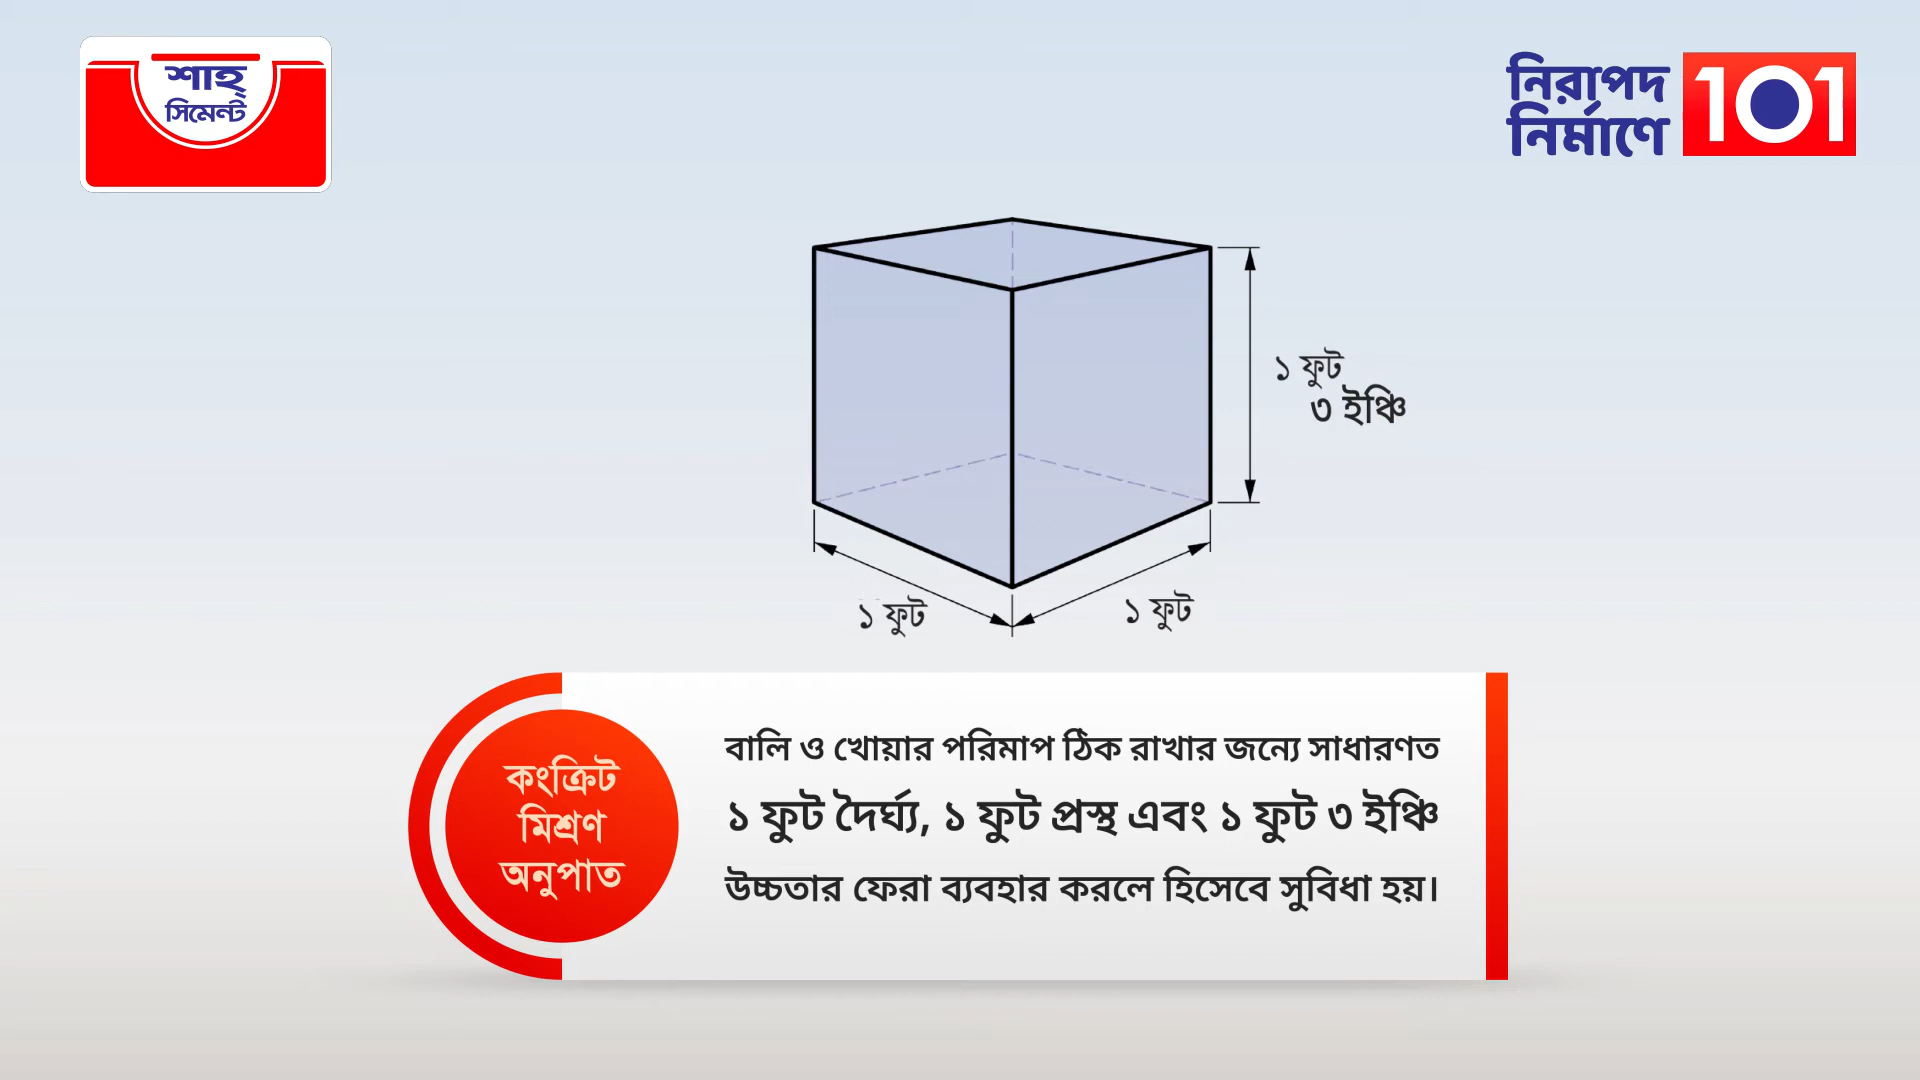 শাহ্
সিমেন্ট
নিরাপদ
নির্মাণে
101
১ ফুট
৩ ইঞ্চি
১ ফুট
১ ফুট
কংক্রিট
মিশ্রণ
অনুপাত
বালি ও খোয়ার পরিমাপ ঠিক রাখার জন্যে সাধারণত
১ ফুট দৈর্ঘ্য, ১ ফুট প্রস্থ এবং ১ ফুট ৩ ইঞ্চি
উচ্চতার ফেরা ব্যবহার করলে হিসেবে সুবিধা হয়।